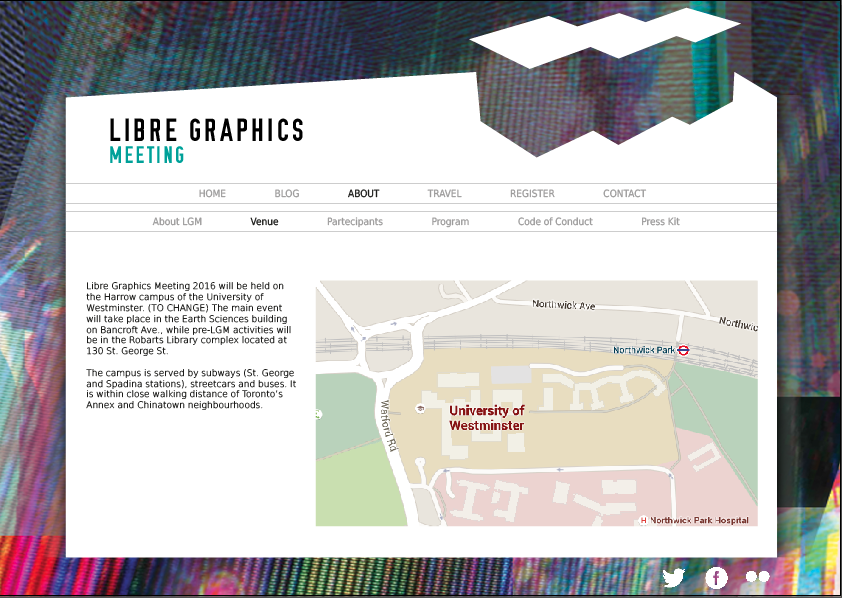 LIBRE GRAPHICS
MEETING
HOME BLOG ABOUT TRAVEL REGISTER CONTACT
About LGM Venue Partecipants Program Code of Conduct Press Kit
Libre Graphics Meeting 2016 will be held on
the Harrow campus of the University of
Westminster. (TO CHANGE) The main event
will take place in the Earth Sciences building
on Bancroft Ave., while pre-LGM activities will
be in the Robarts Library complex located at
130 St. George St.
The campus is served by subways (St. George
and Spadina stations), streetcars and buses. It
is within close walking distance of Toronto's
Annex and Chinatown neighbourhoods.
Northwick Ave
Northwic
Northwick Park
University of
Westminster
Watford Rd
H Northwick Park Hospital